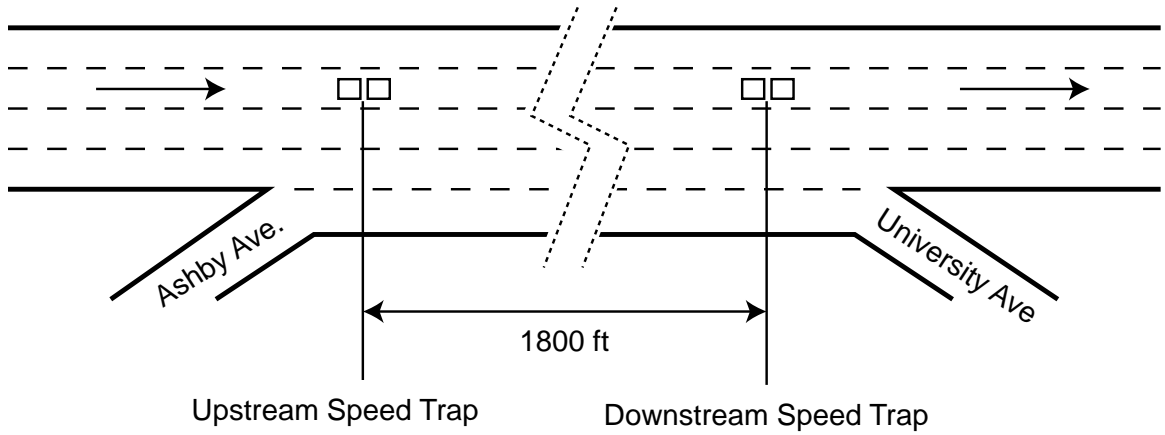 Ashby Ave.
University Ave
1800 ft
Upstream Speed Trap
Downstream Speed Trap